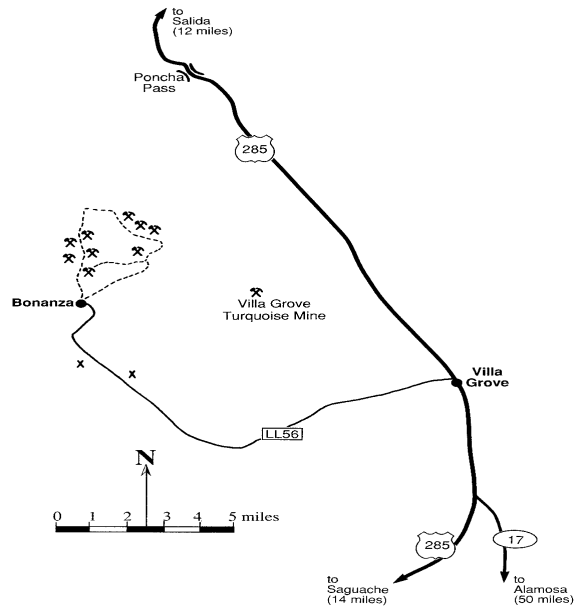 to
Salida
(12 miles)
Poncha
Pass
285
Bonanza
Villa Grove
Turquoise Mine
Villa
Grove
x
x
LL56
N
0 1 2 3 4 5 miles
285
17
to
Saguache
(14 miles)
to
Alamosa
(50 miles)